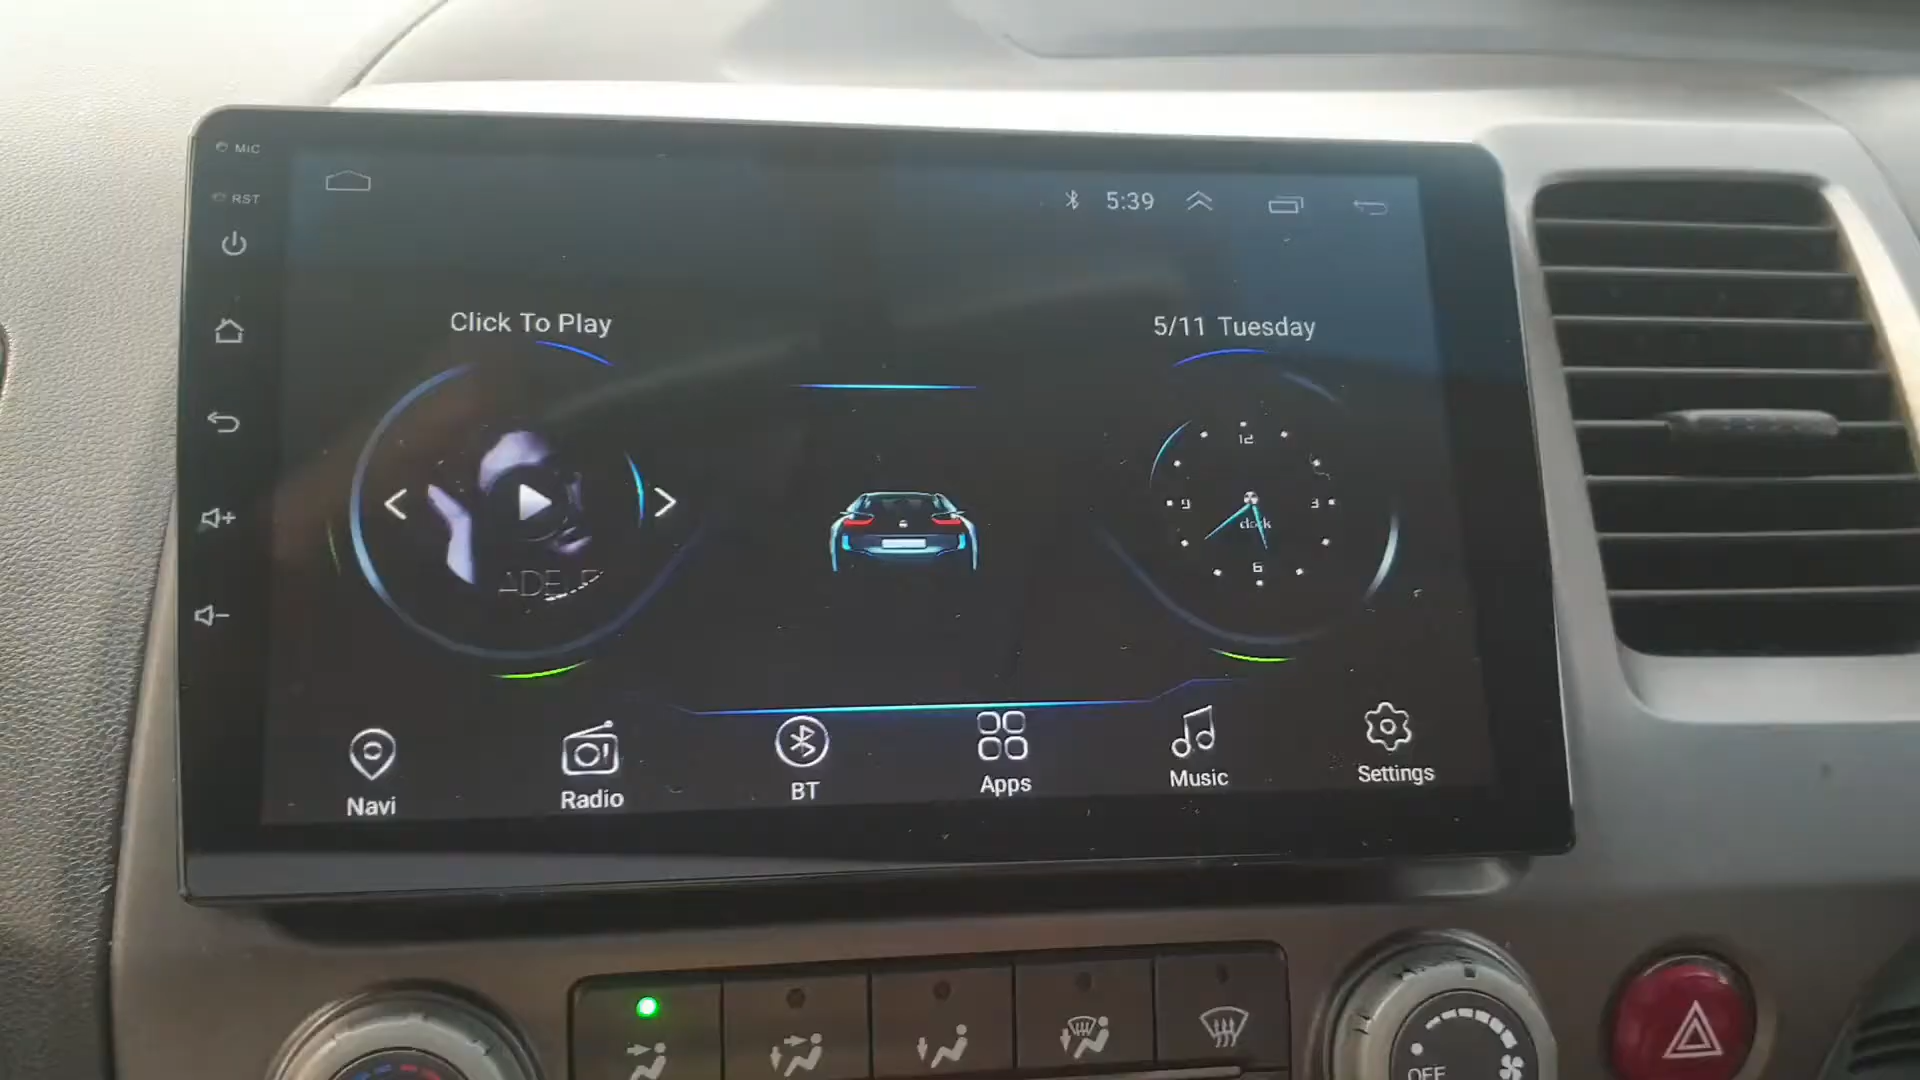 MIC
RST
5:39
Click To Play
5/11 Tuesday
12
9
3
clock
6
ADELE
Navi
Radio
BT
Apps
Music
Settings
OFF